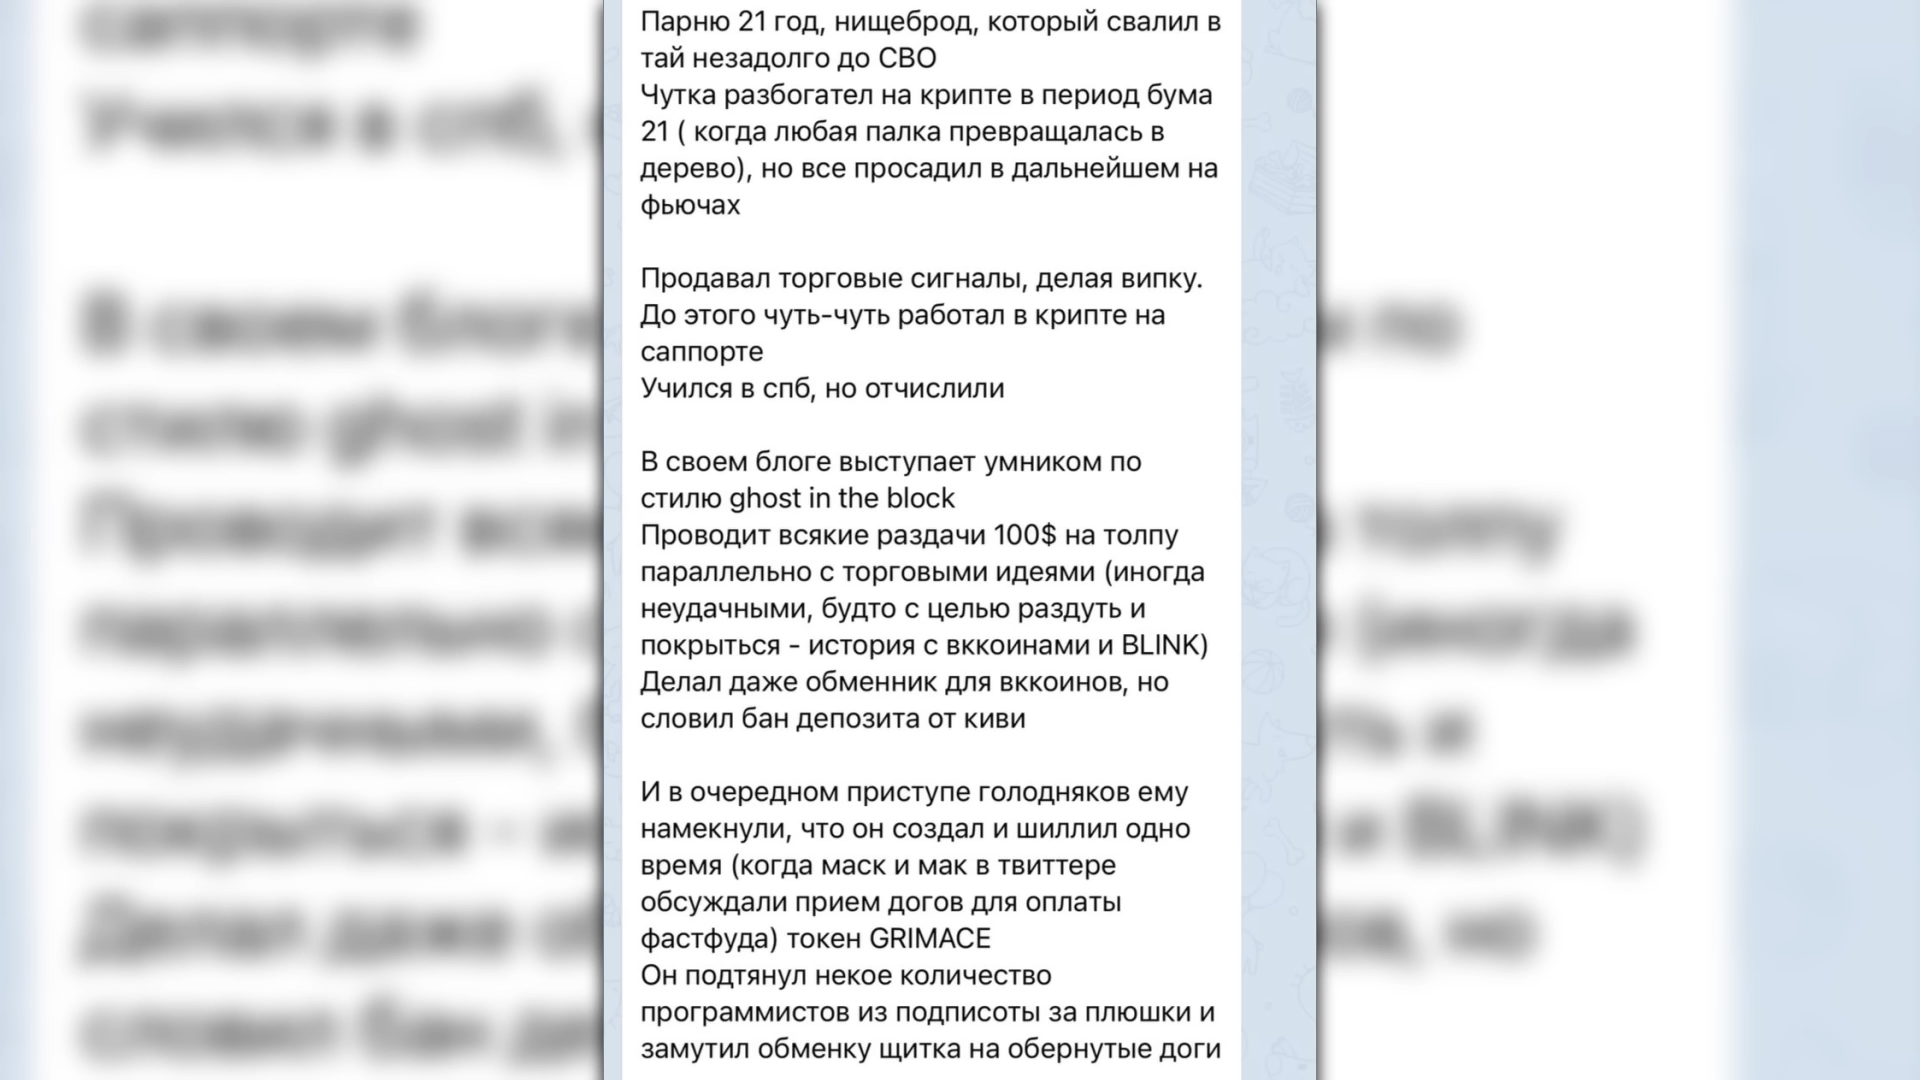 Парню 21 год, нищеброд, который свалил в
тай незадолго до СВО
Чутка разбогател на крипте в период бума
21 ( когда любая палка превращалась в
дерево), но все просадил в дальнейшем на
фьючах
Продавал торговые сигналы, делая випку.
До этого чуть-чуть работал в крипте на
саппорте
Учился в спб, но отчислили
В своем блоге выступает умником по
стилю ghost in the block
Проводит всякие раздачи 100$ на толпу
параллельно с торговыми идеями (иногда
неудачными, будто с целью раздуть и
покрыться - история с вккоинами и BLINK)
Делал даже обменник для вккоинов, но
словил бан депозита от киви
И в очередном приступе голодняков ему
намекнули, что он создал и шиллил одно
время (когда маск и мак в твиттере
обсуждали прием догов для оплаты
фастфуда) токен GRIMACE
Он подтянул некое количество
программистов из подписоты за плюшки и
замутил обменку щитка на обернутые доги